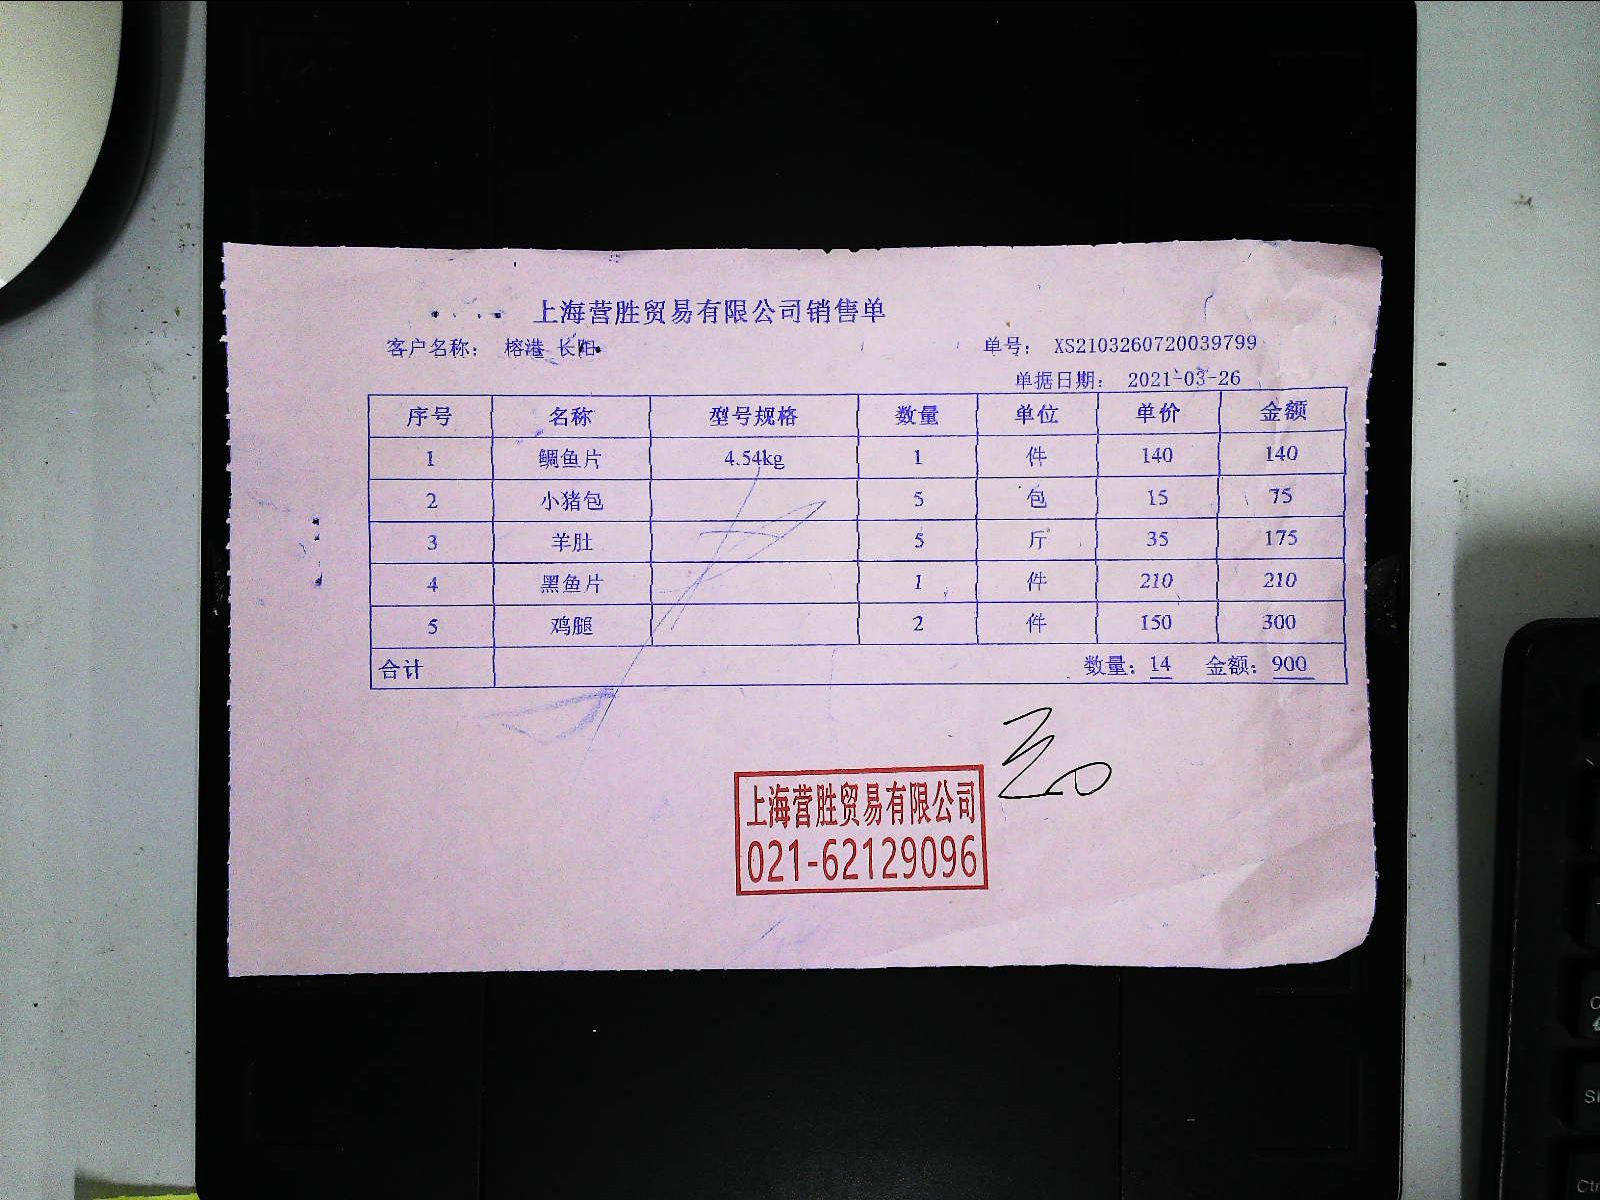 上海营胜贸易有限公司销售单
客户名称： 榕港 长阳 单号： XS2103260720039799
单据日期： 2021-03-26
序号 名称 型号规格 数量 单位 单价 金额
1 鲷鱼片 4.54kg 1 件 140 140
2 小猪包 5 包 15 75
3 羊肚 5 斤 35 175
4 黑鱼片 1 件 210 210
5 鸡腿 2 件 150 300
合计 数量：14 金额：900
上海营胜贸易有限公司
021-62129096